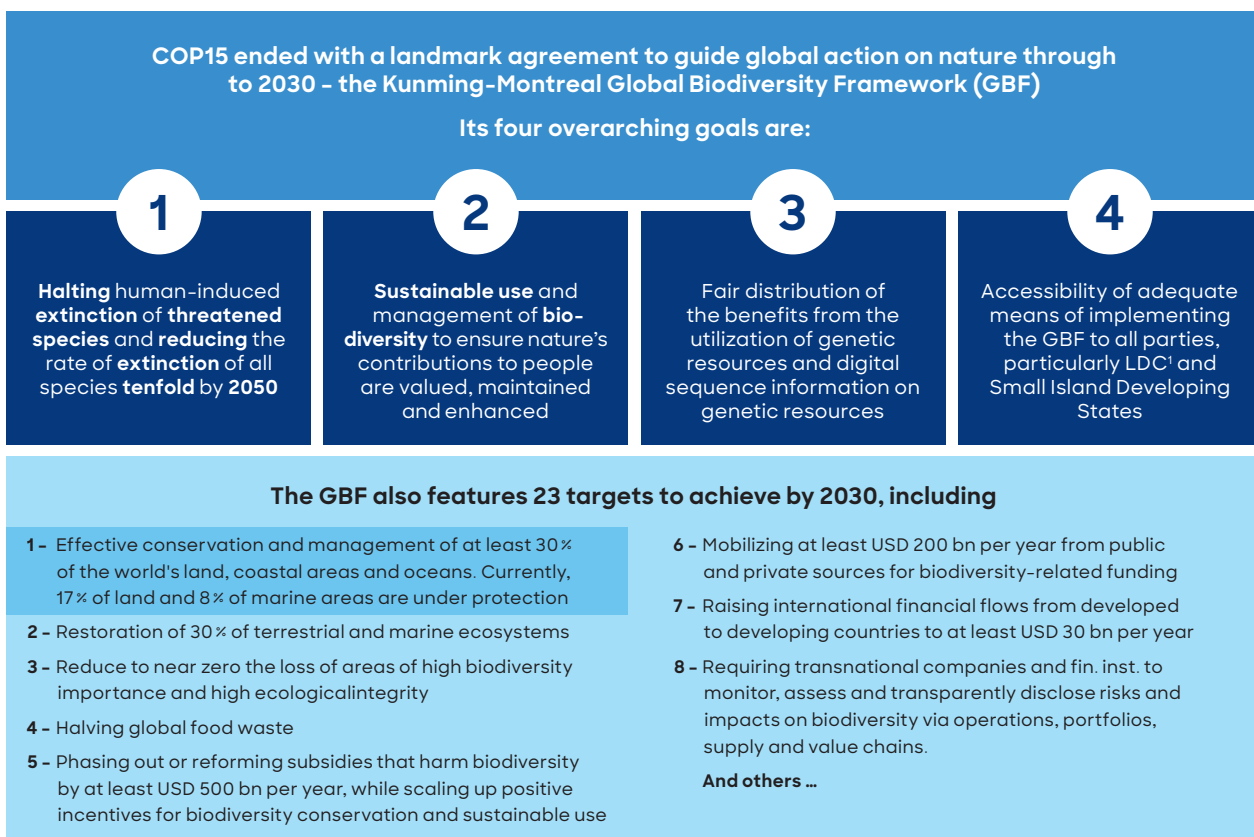 COP15 ended with a landmark agreement to guide global action on nature through
to 2030 – the Kunming-Montreal Global Biodiversity Framework (GBF)
Its four overarching goals are:
1
Halting human-induced
extinction of threatened
species and reducing the
rate of extinction of all
species tenfold by 2050
2
Sustainable use and
management of bio-
diversity to ensure nature's
contributions to people
are valued, maintained
and enhanced
3
Fair distribution of
the benefits from the
utilization of genetic
resources and digital
sequence information on
genetic resources
4
Accessibility of adequate
means of implementing
the GBF to all parties,
particularly LDC¹ and
Small Island Developing
States
The GBF also features 23 targets to achieve by 2030, including
1 – Effective conservation and management of at least 30%
of the world's land, coastal areas and oceans. Currently,
17% of land and 8% of marine areas are under protection
2 – Restoration of 30% of terrestrial and marine ecosystems
3 – Reduce to near zero the loss of areas of high biodiversity
importance and high ecologicalintegrity
4 – Halving global food waste
5 – Phasing out or reforming subsidies that harm biodiversity
by at least USD 500 bn per year, while scaling up positive
incentives for biodiversity conservation and sustainable use
6 – Mobilizing at least USD 200 bn per year from public
and private sources for biodiversity-related funding
7 – Raising international financial flows from developed
to developing countries to at least USD 30 bn per year
8 – Requiring transnational companies and fin. inst. to
monitor, assess and transparently disclose risks and
impacts on biodiversity via operations, portfolios,
supply and value chains.
And others ...